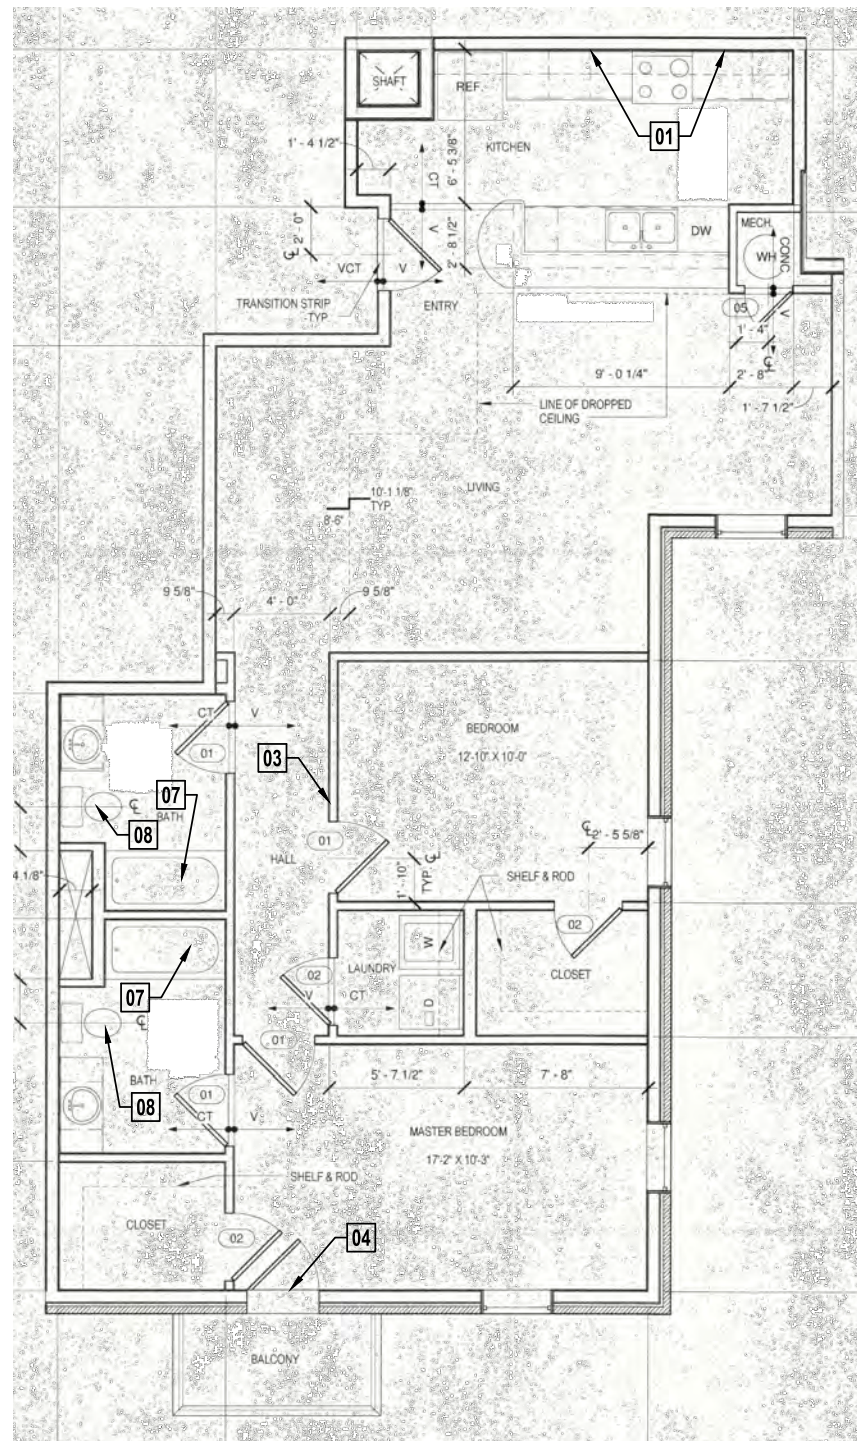 SHAFT
REF.
01
KITCHEN
1' - 4 1/2"
CT
6' - 5 3/8"
V
2' - 8 1/2"
2' - 0"
℄
VCT
V
DW
MECH.
WH
CONC
TRANSITION STRIP
TYP
ENTRY
05
V
1' - 4"
℄
9' - 0 1/4"
2' - 8"
1' - 7 1/2"
LINE OF DROPPED
CEILING
LIVING
10'-1 1/8"
TYP.
8'-6"
9 5/8"
4' - 0"
9 5/8"
CT
V
BEDROOM
12'-10" X 10'-0"
01
03
07
℄
BATH
08
01
℄
2' - 5 5/8"
HALL
4 1/8"
1' - 10"
TYP. ℄
SHELF & ROD
02
W
LAUNDRY
02
CLOSET
07
V
CT
D
℄
01
BATH
01
08
5' - 7 1/2"
7' - 8"
CT
V
MASTER BEDROOM
17'-2" X 10'-3"
SHELF & ROD
CLOSET
02
04
BALCONY